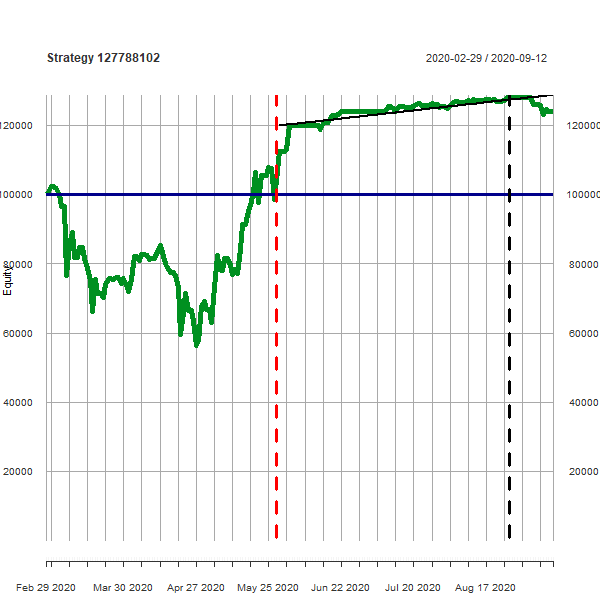 Strategy 127788102
2020-02-29 / 2020-09-12
120000
120000
100000
100000
80000
80000
Equity
60000
60000
40000
40000
20000
20000
Feb 29 2020
Mar 30 2020
Apr 27 2020
May 25 2020
Jun 22 2020
Jul 20 2020
Aug 17 2020